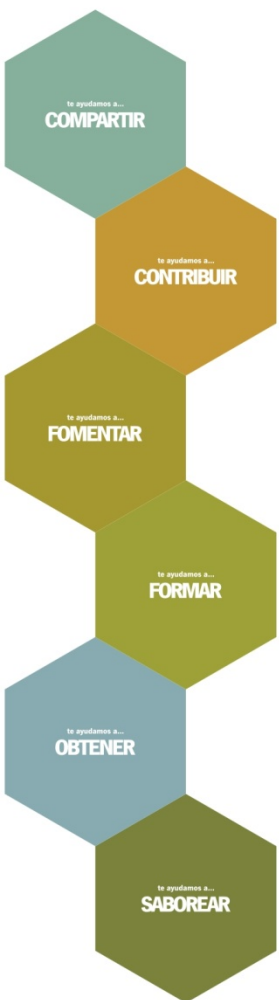 te ayudamos a...
COMPARTIR
te ayudamos a...
CONTRIBUIR
te ayudamos a...
FOMENTAR
te ayudamos a...
FORMAR
te ayudamos a...
OBTENER
te ayudamos a...
SABOREAR